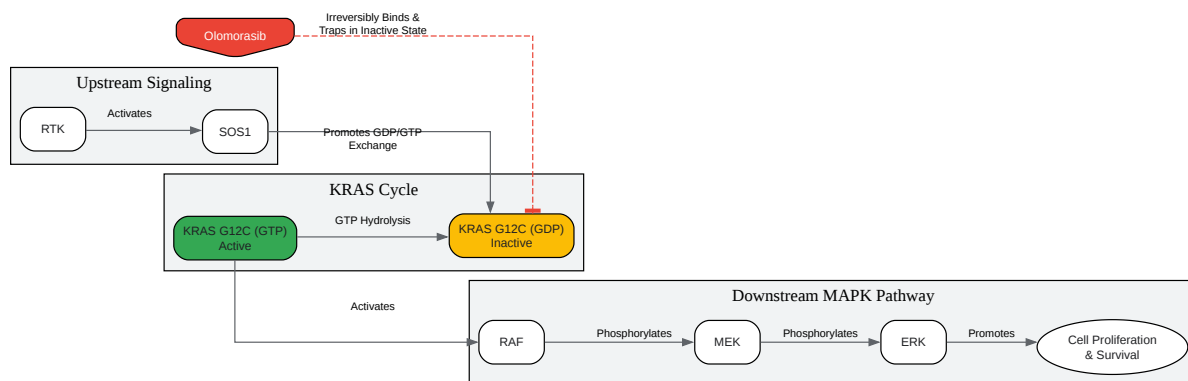 Irreversibly Binds &
Traps in Inactive State
Olomorasib
Upstream Signaling
RTK
Activates
SOS1
Promotes GDP/GTP
Exchange
KRAS Cycle
KRAS G12C (GTP)
Active
GTP Hydrolysis
KRAS G12C (GDP)
Inactive
Activates
Downstream MAPK Pathway
RAF
Phosphorylates
MEK
Phosphorylates
ERK
Promotes
Cell Proliferation
& Survival